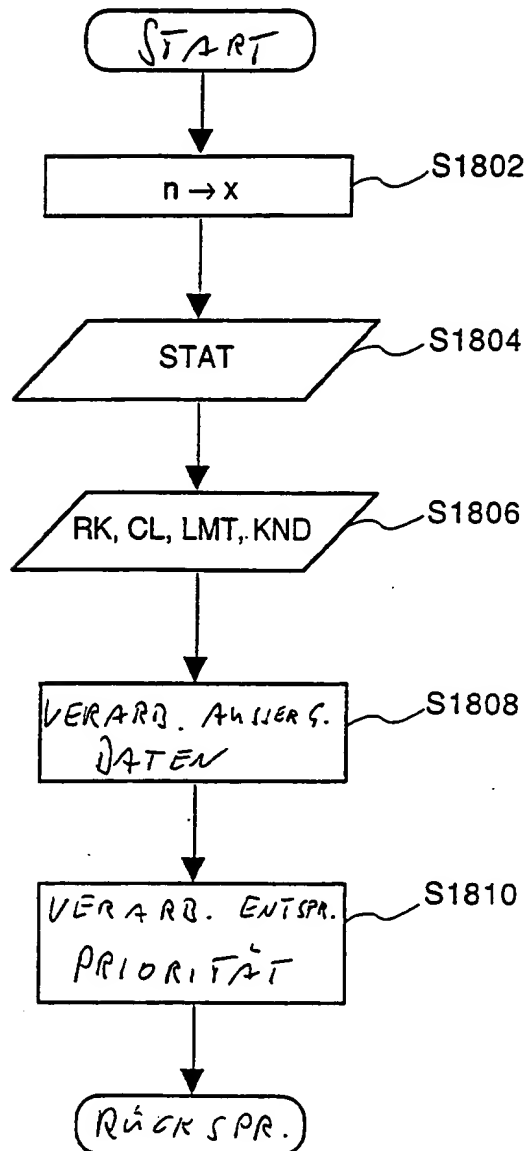 START
n → x
S1802
STAT
S1804
RK, CL, LMT, KND
S1806
VERARB. AUSSERG.
DATEN
S1808
VERARB. ENTSPR.
PRIORITÄT
S1810
RÜCKSPR.